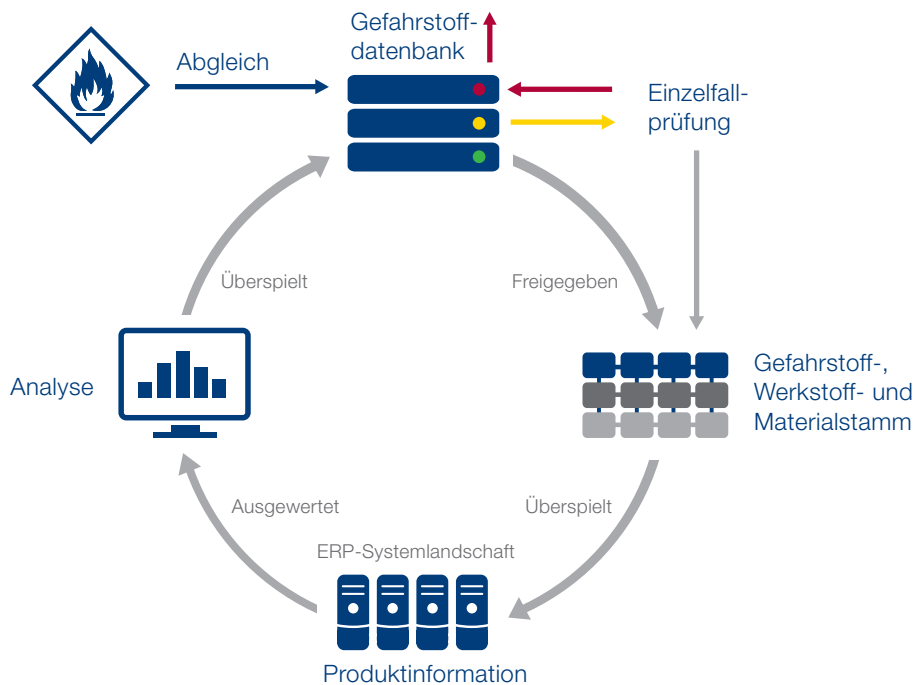 Gefahrstoff-
datenbank
Abgleich
Einzelfall-
prüfung
Überspielt
Freigegeben
Analyse
Gefahrstoff-,
Werkstoff- und
Materialstamm
Ausgewertet
Überspielt
ERP-Systemlandschaft
Produktinformation